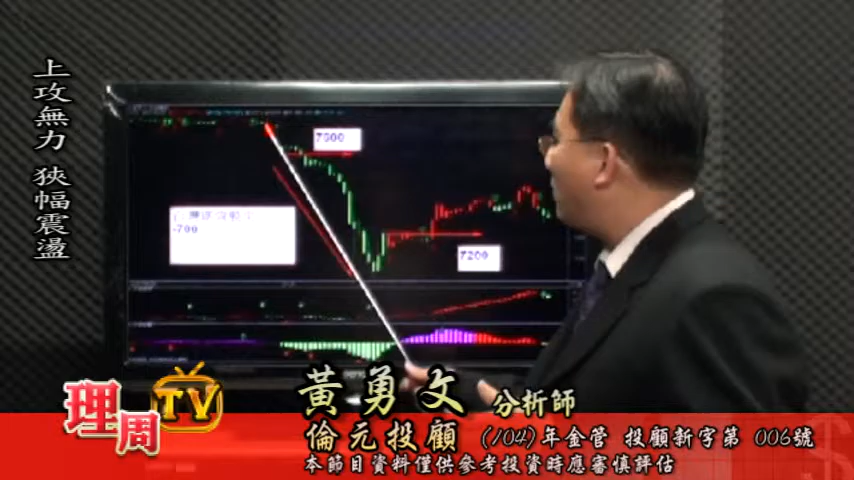 上攻無力 狹幅震盪
7300
-700
7200
理周TV
黃勇文 分析師
倫元投顧 (104)年金管 投顧新字第 006號
本節目資料僅供參考投資時應審慎評估